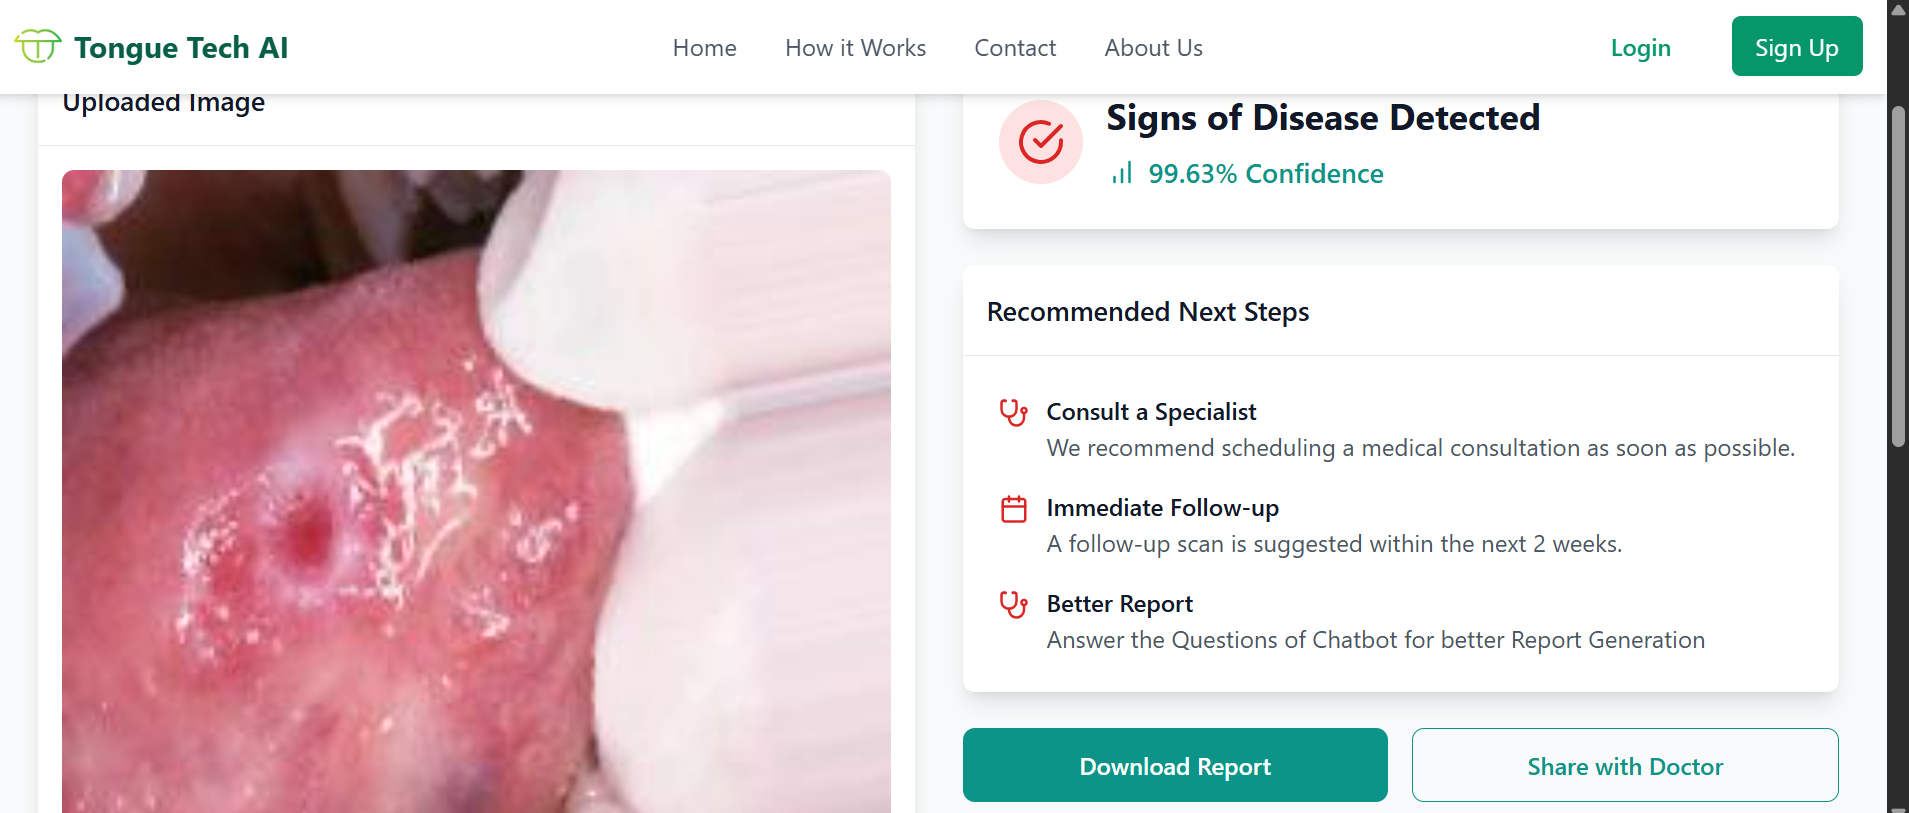 Tongue Tech AI
Home
How it Works
Contact
About Us
Login
Sign Up
Uploaded Image
Signs of Disease Detected
99.63% Confidence
Recommended Next Steps
Consult a Specialist
We recommend scheduling a medical consultation as soon as possible.
Immediate Follow-up
A follow-up scan is suggested within the next 2 weeks.
Better Report
Answer the Questions of Chatbot for better Report Generation
Download Report
Share with Doctor